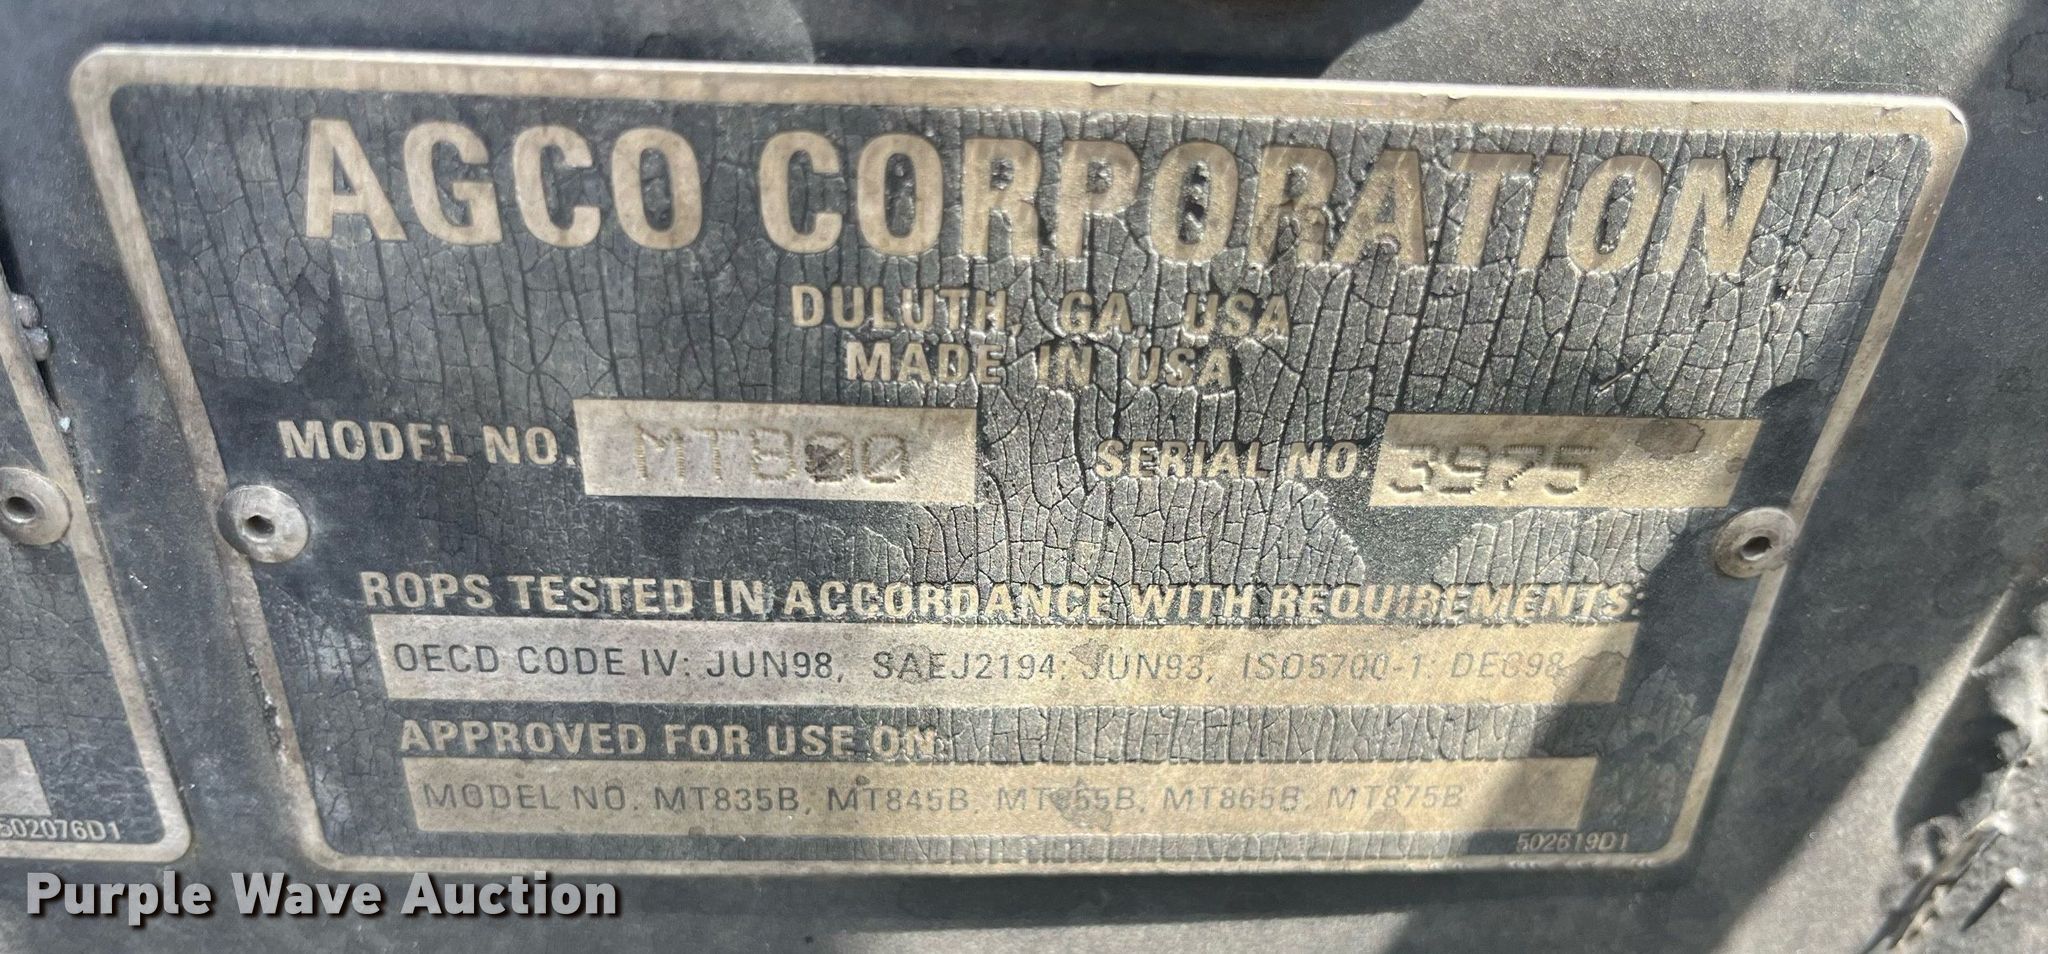 AGCO CORPORATION
DULUTH, GA, USA
MADE IN USA
MODEL NO. MT800 SERIAL NO. 3975
ROPS TESTED IN ACCORDANCE WITH REQUIREMENTS:
OECD CODE IV: JUN98, SAEJ2194: JUN93, ISO5700-1: DEC98
APPROVED FOR USE ON:
MODEL NO. MT835B, MT845B, MT855B, MT865B, MT875B
502619D1
502076D1
Purple Wave Auction